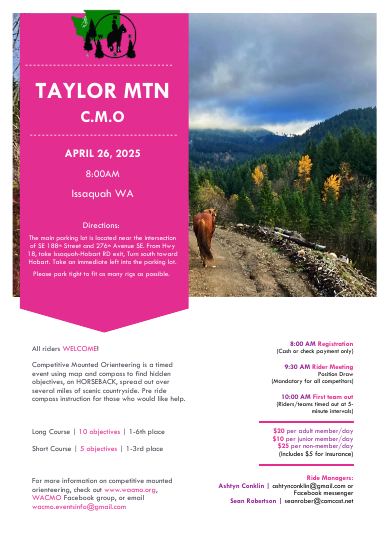 TAYLOR MTN
C.M.O
APRIL 26, 2025
8:00AM
Issaquah WA
Directions:
The main parking lot is located near the intersection
of SE 188th Street and 276th Avenue SE. From Hwy
18, take Issaquah-Hobart RD exit, Turn south toward
Hobart. Take an immediate left into the parking lot.
Please park tight to fit as many rigs as possible.
All riders WELCOME!
Competitive Mounted Orienteering is a timed
event using map and compass to find hidden
objectives, on HORSEBACK, spread out over
several miles of scenic countryside. Pre ride
compass instruction for those who would like help.
Long Course | 10 objectives | 1-6th place
Short Course | 5 objectives | 1-3rd place
For more information on competitive mounted
orienteering, check out www.wacmo.org,
WACMO Facebook group, or email
wacmo.eventsinfo@gmail.com
8:00 AM Registration
(Cash or check payment only)
9:30 AM Rider Meeting
Position Draw
(Mandatory for all competitors)
10:00 AM First team out
(Riders/teams timed out at 5-
minute intervals)
$20 per adult member/day
$10 per junior member/day
$25 per non-member/day
(Includes $5 for insurance)
Ride Managers:
Ashtyn Conklin | ashtynconklin@gmail.com or
Facebook messenger
Sean Robertson | seanrober@comcast.net